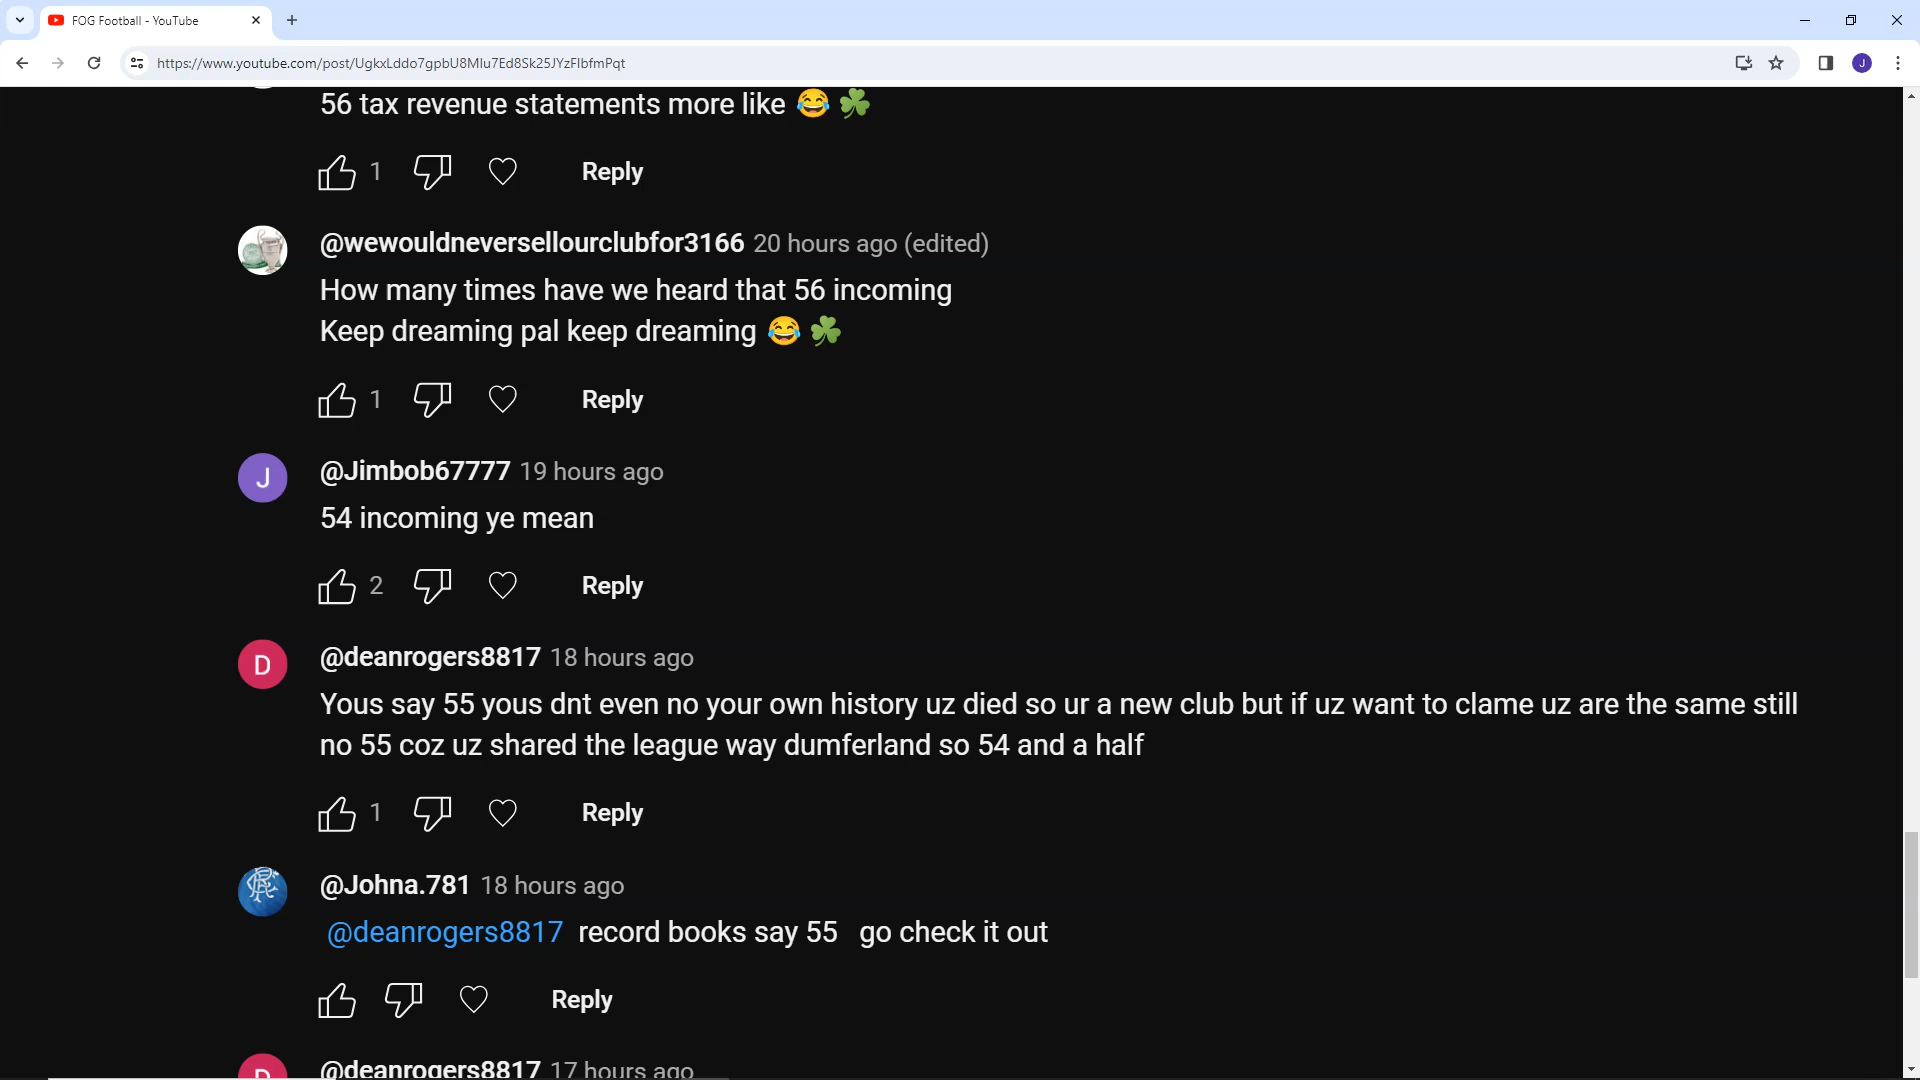 FOG Football - YouTube
https://www.youtube.com/post/UgkxLddo7gpbU8Mlu7Ed8Sk25JYzFlbfmPqt
J
56 tax revenue statements more like 😂 ☘️
1 Reply
@wewouldneversellourclubfor3166 20 hours ago (edited)
How many times have we heard that 56 incoming
Keep dreaming pal keep dreaming 😂 ☘️
1 Reply
J
@Jimbob67777 19 hours ago
54 incoming ye mean
2 Reply
D
@deanrogers8817 18 hours ago
Yous say 55 yous dnt even no your own history uz died so ur a new club but if uz want to clame uz are the same still
no 55 coz uz shared the league way dumferland so 54 and a half
1 Reply
@Johna.781 18 hours ago
@deanrogers8817 record books say 55 go check it out
Reply
D
@deanrogers8817 17 hours ago